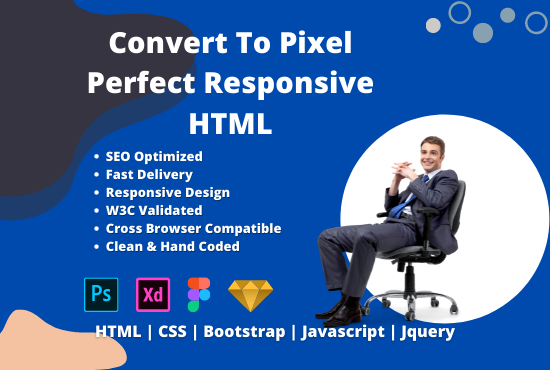 Convert To Pixel
Perfect Responsive
HTML
• SEO Optimized
• Fast Delivery
• Responsive Design
• W3C Validated
• Cross Browser Compatible
• Clean & Hand Coded
Ps Xd
HTML | CSS | Bootstrap | Javascript | Jquery